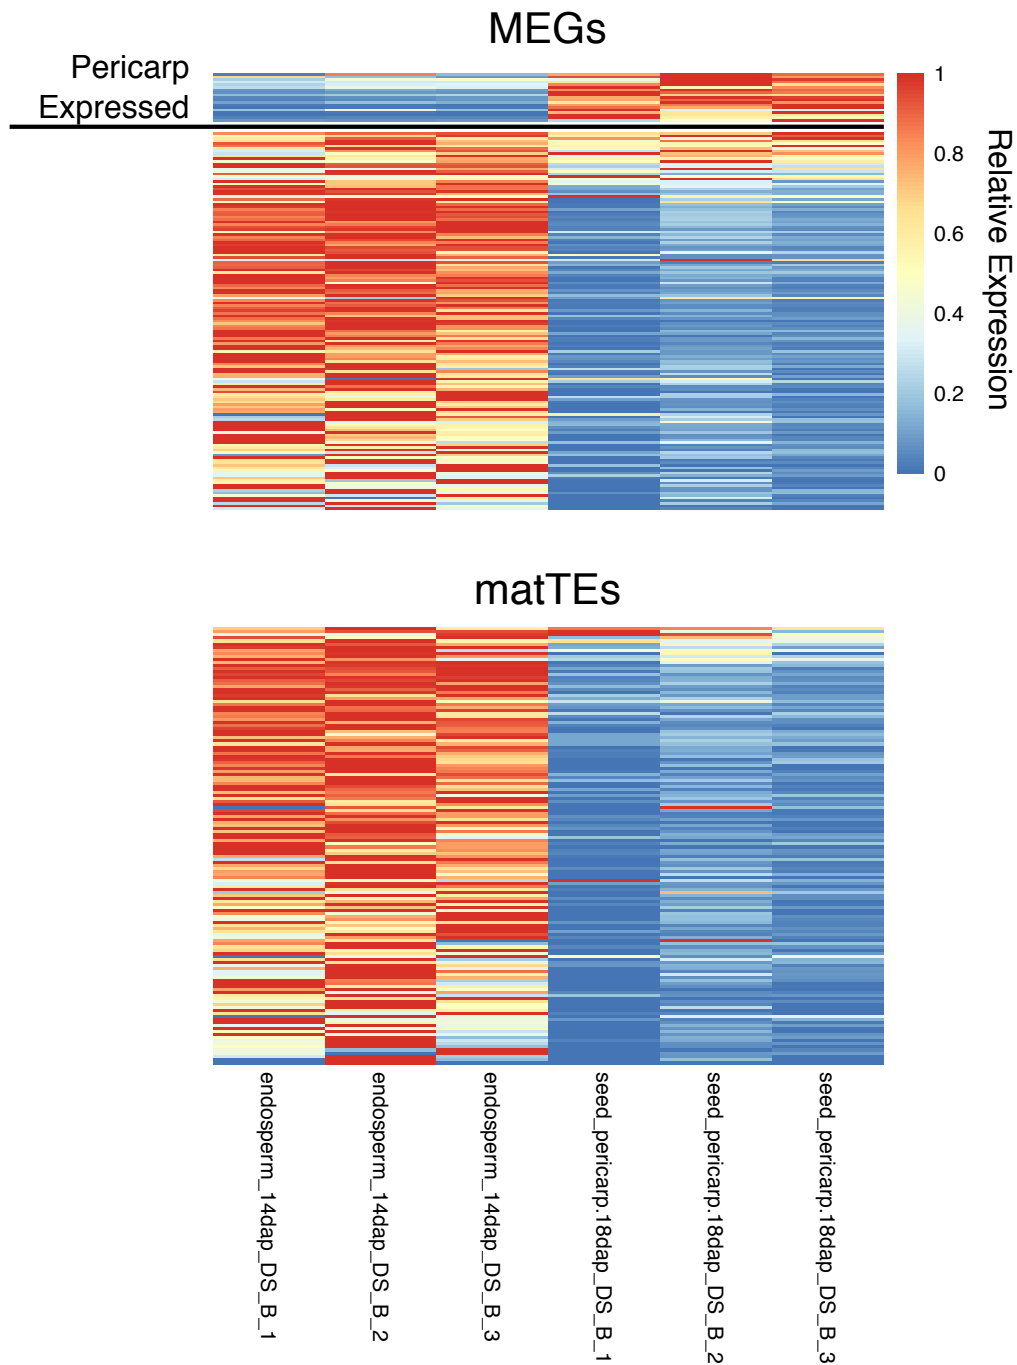 MEGs
Pericarp
Expressed
1
0.8
0.6
0.4
0.2
0
Relative Expression
matTEs
endosperm_14dap_DS_B_1
endosperm_14dap_DS_B_2
endosperm_14dap_DS_B_3
seed_pericarp.18dap_DS_B_1
seed_pericarp.18dap_DS_B_2
seed_pericarp.18dap_DS_B_3